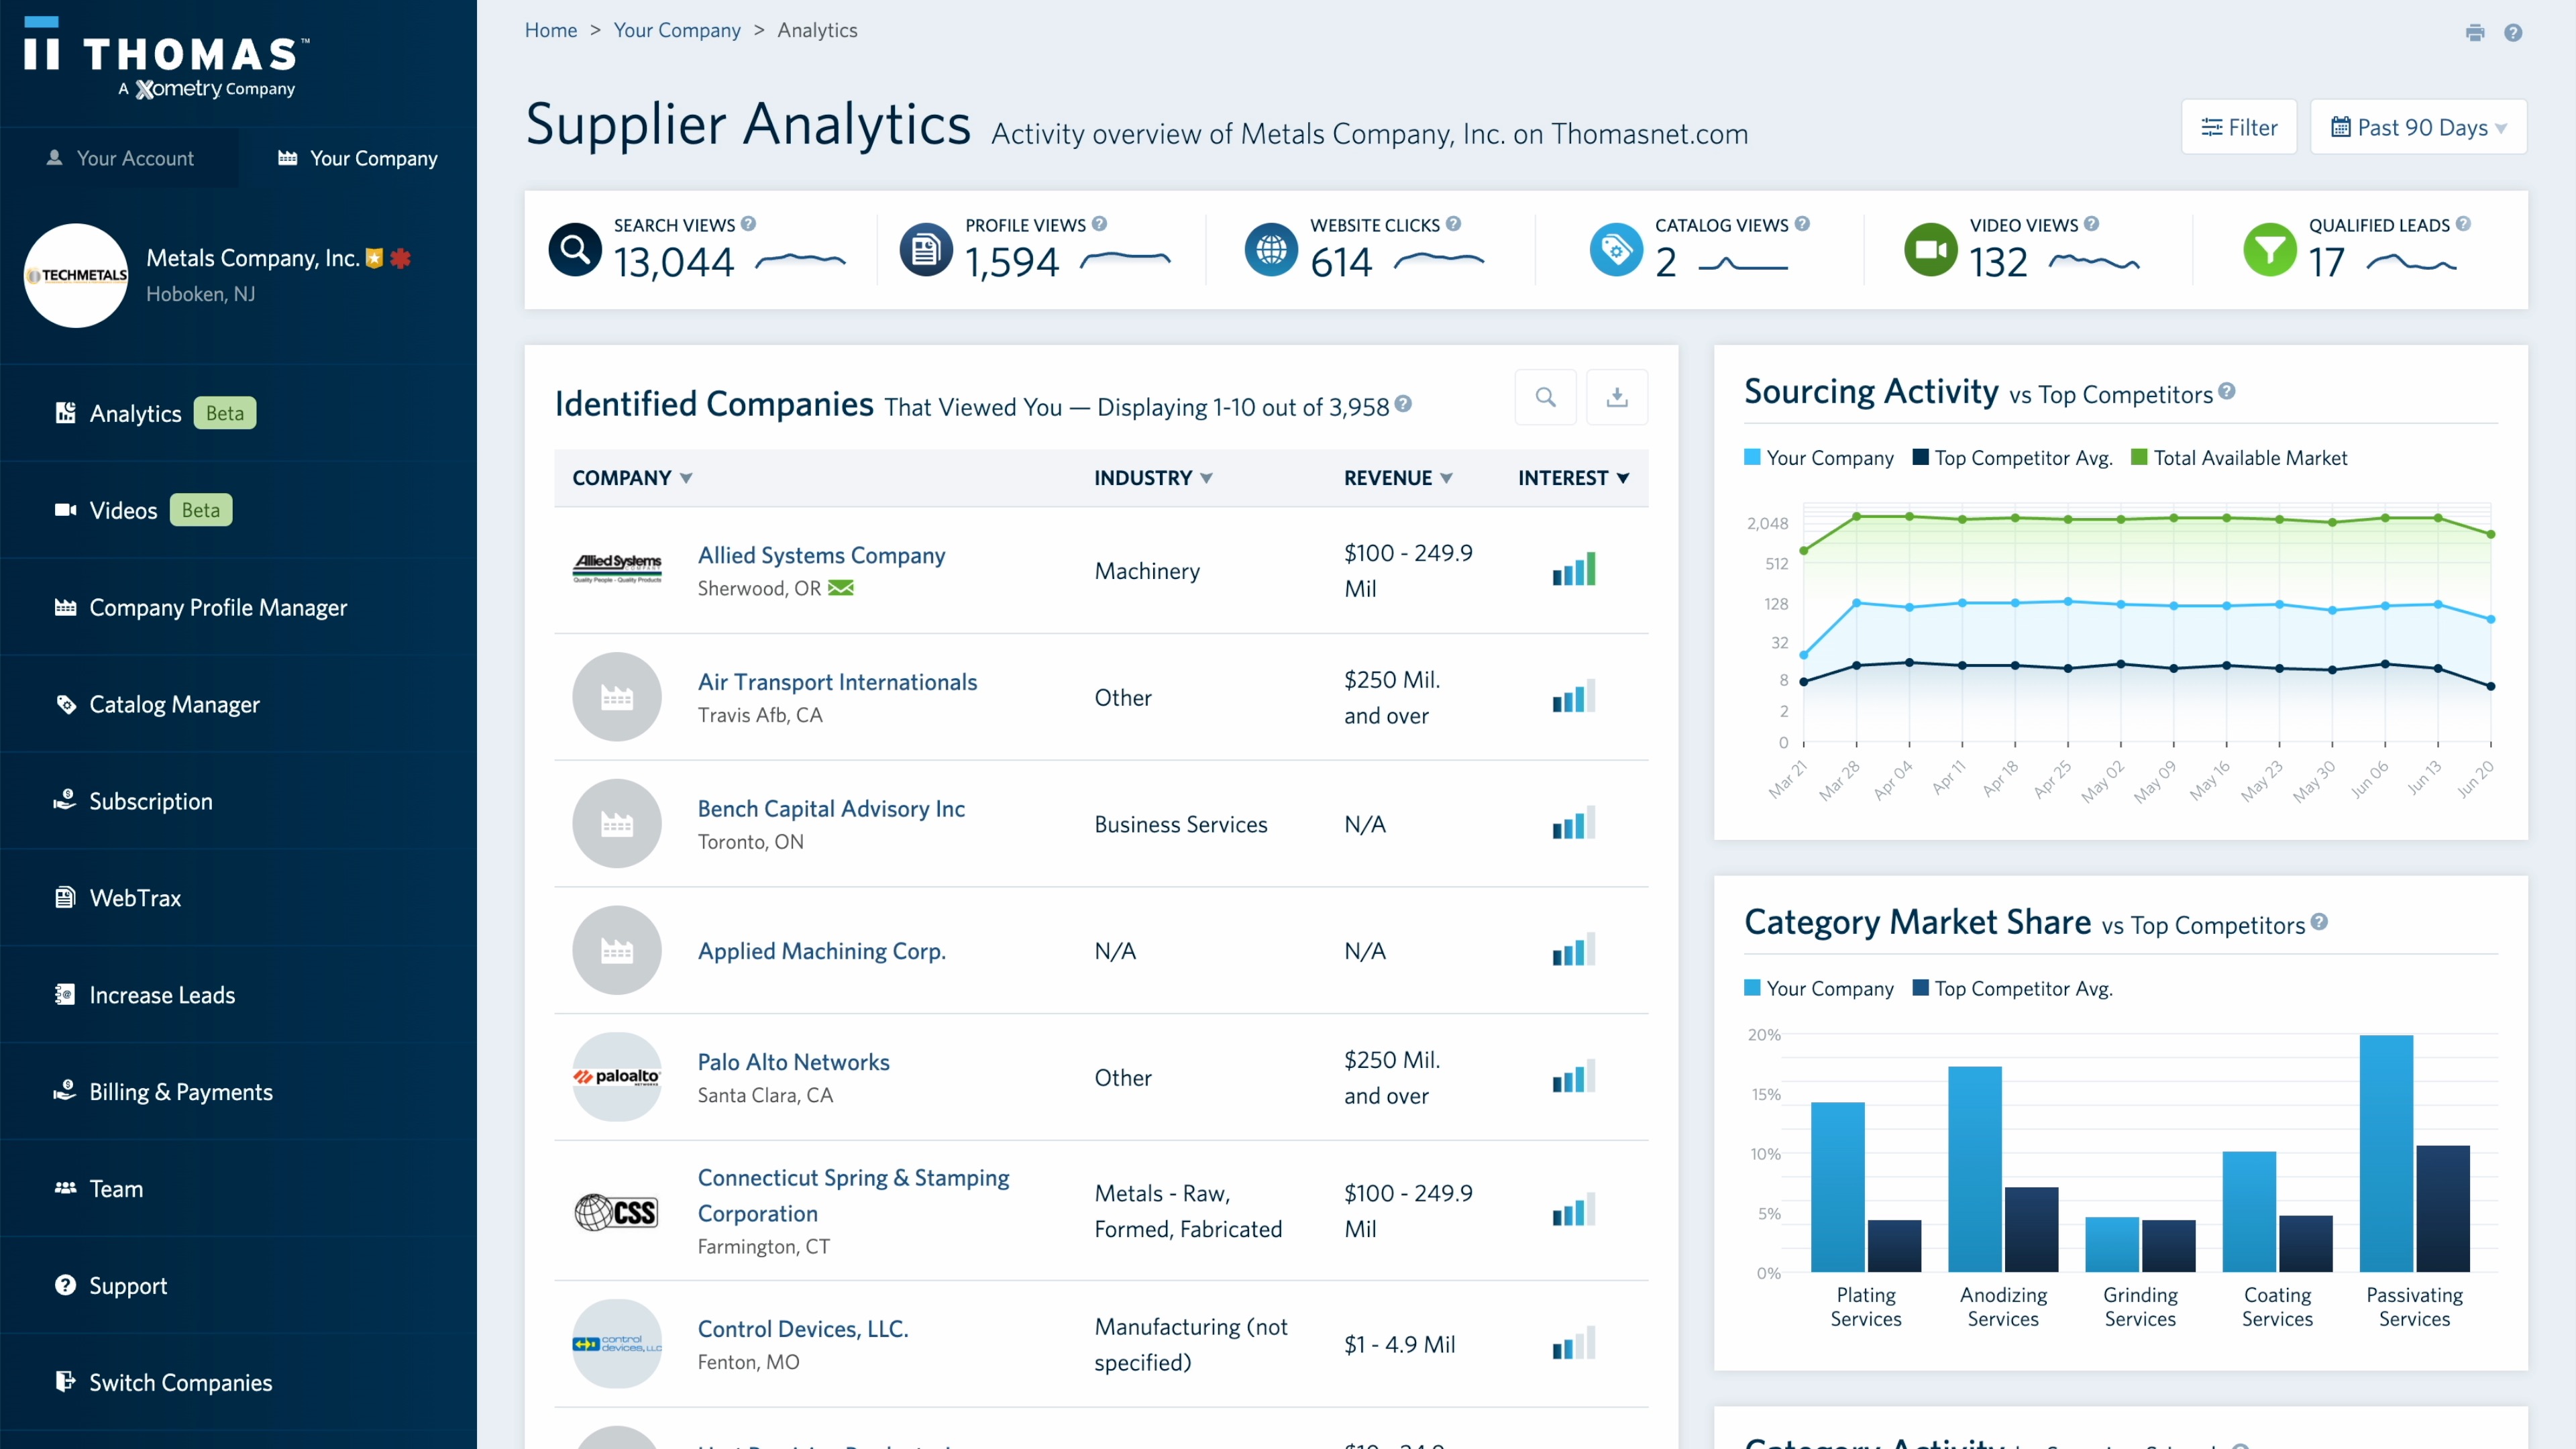 THOMAS™
A Xometry Company
Your Account
Your Company
TECHMETALS
Metals Company, Inc.
Hoboken, NJ
Analytics Beta
Videos Beta
Company Profile Manager
Catalog Manager
Subscription
WebTrax
Increase Leads
Billing & Payments
Team
Support
Switch Companies
Home > Your Company > Analytics
Supplier Analytics Activity overview of Metals Company, Inc. on Thomasnet.com
Filter
Past 90 Days
SEARCH VIEWS
13,044
PROFILE VIEWS
1,594
WEBSITE CLICKS
614
CATALOG VIEWS
2
VIDEO VIEWS
132
QUALIFIED LEADS
17
Identified Companies That Viewed You — Displaying 1-10 out of 3,958
COMPANY INDUSTRY REVENUE INTEREST
Allied Systems
Quality People - Quality Products
Allied Systems Company
Sherwood, OR
Machinery
$100 - 249.9
Mil
Air Transport Internationals
Travis Afb, CA
Other
$250 Mil.
and over
Bench Capital Advisory Inc
Toronto, ON
Business Services
N/A
Applied Machining Corp.
N/A
N/A
paloalto
NETWORKS
Palo Alto Networks
Santa Clara, CA
Other
$250 Mil.
and over
CSS
Connecticut Spring & Stamping
Corporation
Farmington, CT
Metals - Raw,
Formed, Fabricated
$100 - 249.9
Mil
control
devices, LLC
Control Devices, LLC.
Fenton, MO
Manufacturing (not
specified)
$1 - 4.9 Mil
Sourcing Activity vs Top Competitors
Your Company Top Competitor Avg. Total Available Market
2,048
512
128
32
8
2
0
Mar 21 Mar 28 Apr 04 Apr 11 Apr 18 Apr 25 May 02 May 09 May 16 May 23 May 30 Jun 06 Jun 13 Jun 20
Category Market Share vs Top Competitors
Your Company Top Competitor Avg.
20%
15%
10%
5%
0%
Plating
Services
Anodizing
Services
Grinding
Services
Coating
Services
Passivating
Services